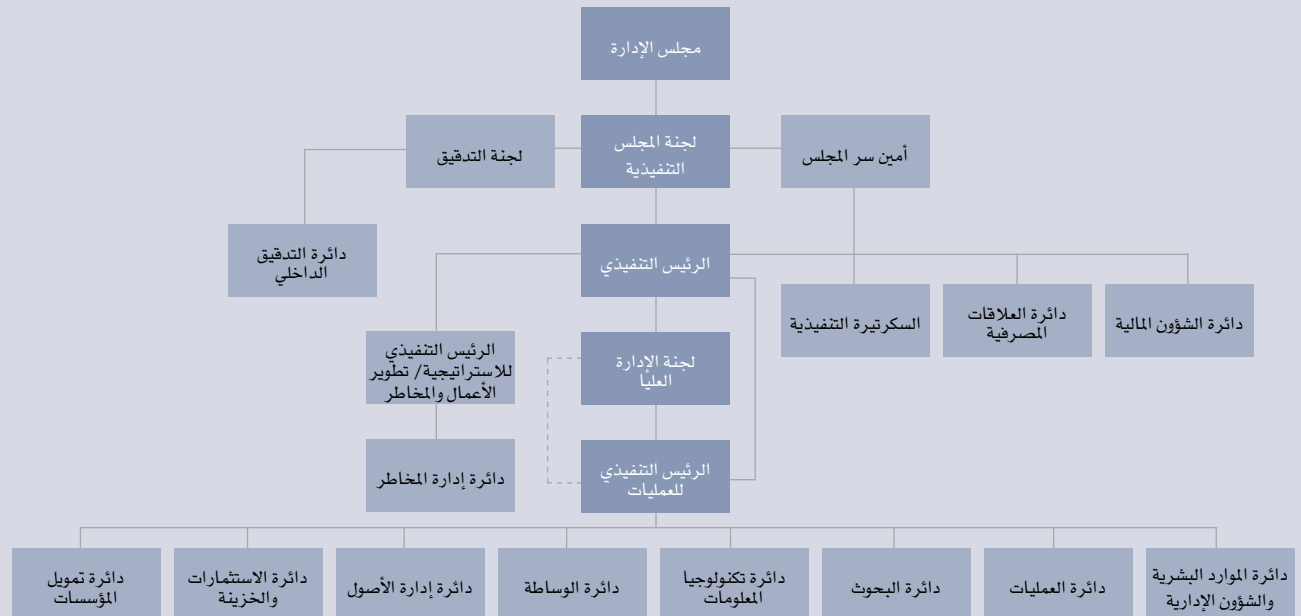 مجلس الإدارة
أمين سر المجلس
لجنة المجلس
التنفيذية
لجنة التدقيق
دائرة التدقيق
الداخلي
الرئيس التنفيذي
السكرتيرة التنفيذية
دائرة العلاقات
المصرفية
دائرة الشؤون المالية
لجنة الإدارة
العليا
الرئيس التنفيذي
للاستراتيجية/ تطوير
الأعمال والمخاطر
الرئيس التنفيذي
للعمليات
دائرة إدارة المخاطر
دائرة الموارد البشرية
والشؤون الإدارية
دائرة العمليات
دائرة البحوث
دائرة تكنولوجيا
المعلومات
دائرة الوساطة
دائرة إدارة الأصول
دائرة الاستثمارات
والخزينة
دائرة تمويل
المؤسسات